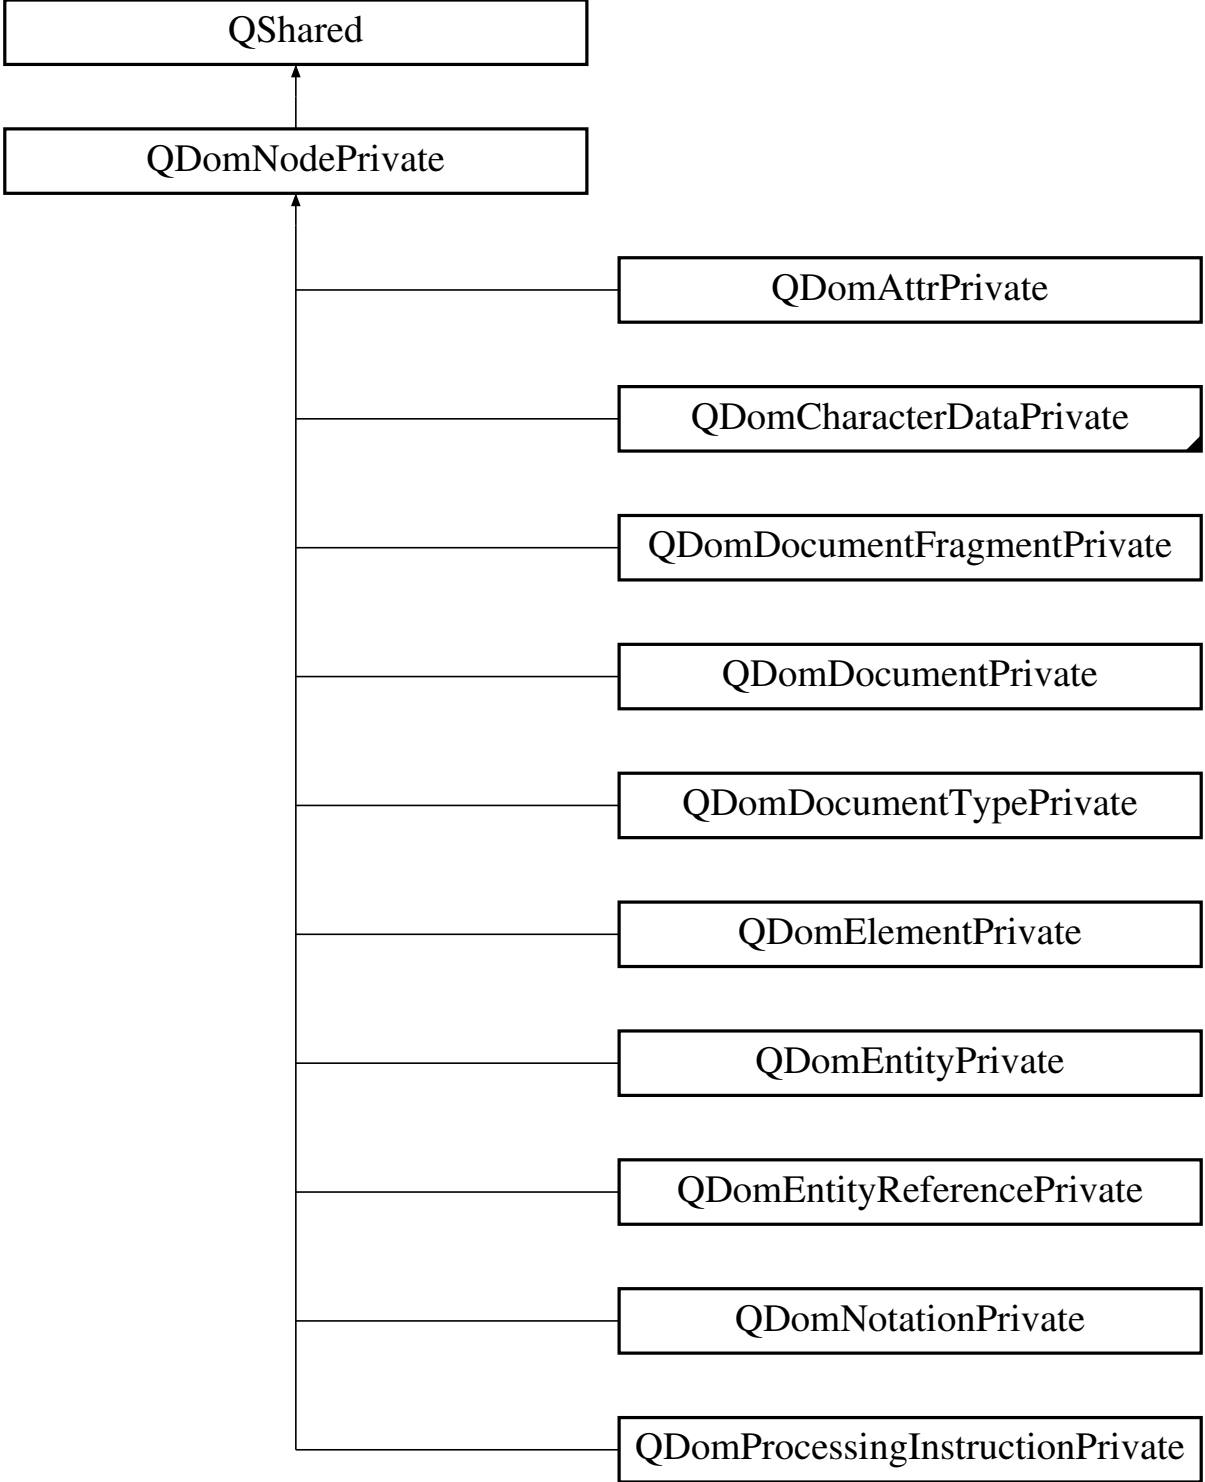 QShared
QDomNodePrivate
QDomAttrPrivate
QDomCharacterDataPrivate
QDomDocumentFragmentPrivate
QDomDocumentPrivate
QDomDocumentTypePrivate
QDomElementPrivate
QDomEntityPrivate
QDomEntityReferencePrivate
QDomNotationPrivate
QDomProcessingInstructionPrivate